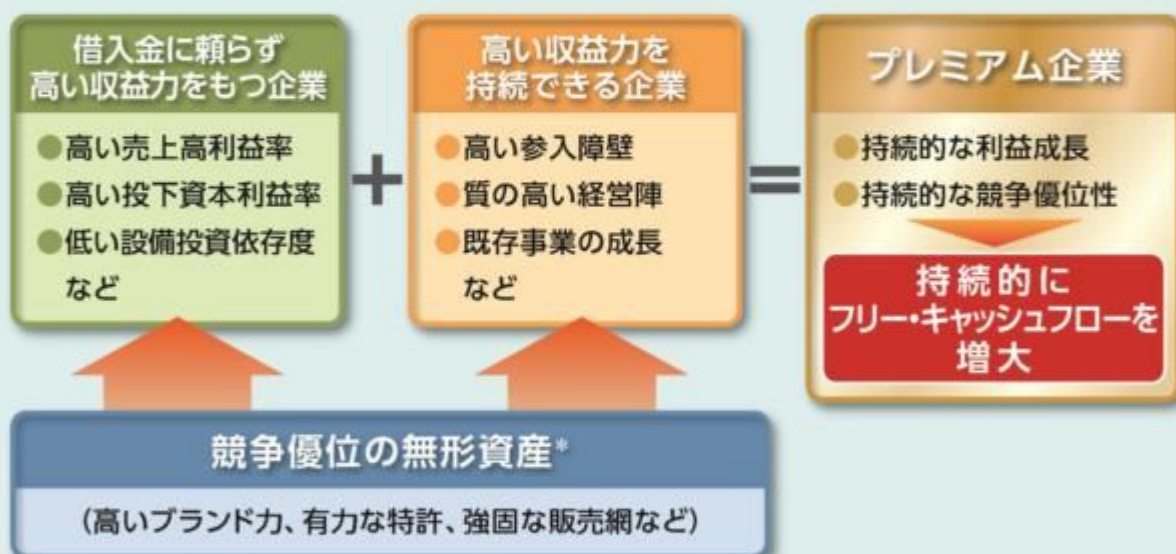 借入金に頼らず
高い収益力をもつ企業
●高い売上高利益率
●高い投下資本利益率
●低い設備投資依存度
など
+
高い収益力を
持続できる企業
●高い参入障壁
●質の高い経営陣
●既存事業の成長
など
=
プレミアム企業
●持続的な利益成長
●持続的な競争優位性
持続的に
フリー・キャッシュフローを
増大
競争優位の無形資産*
(高いブランド力、有力な特許、強固な販売網など)